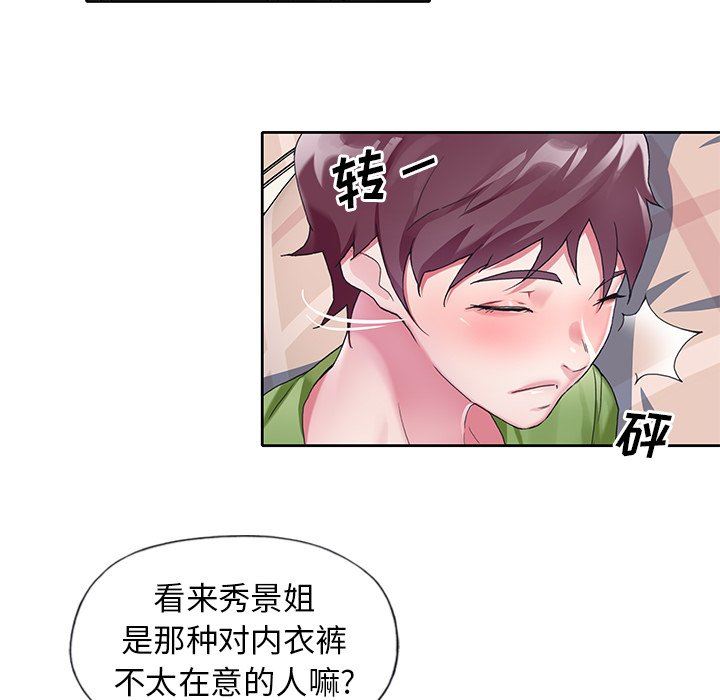 转一
砰
看来秀景姐
是那种对内衣裤
不太在意的人嘛?